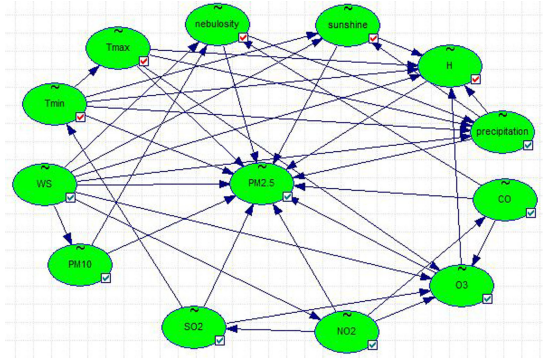 nebulosity
sunshine
Tmax
H
Tmin
precipitation
WS
PM2.5
CO
PM10
O3
SO2
NO2